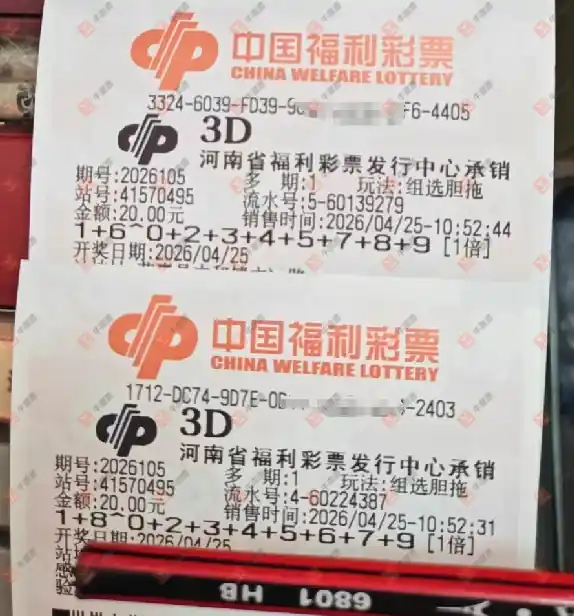 中国福利彩票
CHINA WELFARE LOTTERY
3324-6039-FD39-9 F6-4405
3D
河南省福利彩票发行中心承销
期号:2026105 多 期:1 玩法:组选胆拖
站号:41570495 流水号:5-60139279
金额:20.00元 销售时间:2026/04/25-10:52:44
1+6^0+2+3+4+5+7+8+9 [1倍]
开奖日期:2026/04/25
中国福利彩票
CHINA WELFARE LOTTERY
1712-DC74-9D7E-0 -2403
3D
河南省福利彩票发行中心承销
期号:2026105 多 期:1 玩法:组选胆拖
站号:41570495 流水号:4-60224387
金额:20.00元 销售时间:2026/04/25-10:52:31
1+8^0+2+3+4+5+6+7+9 [1倍]
开奖日期:2026/04/25
站
感
验
6801 HB